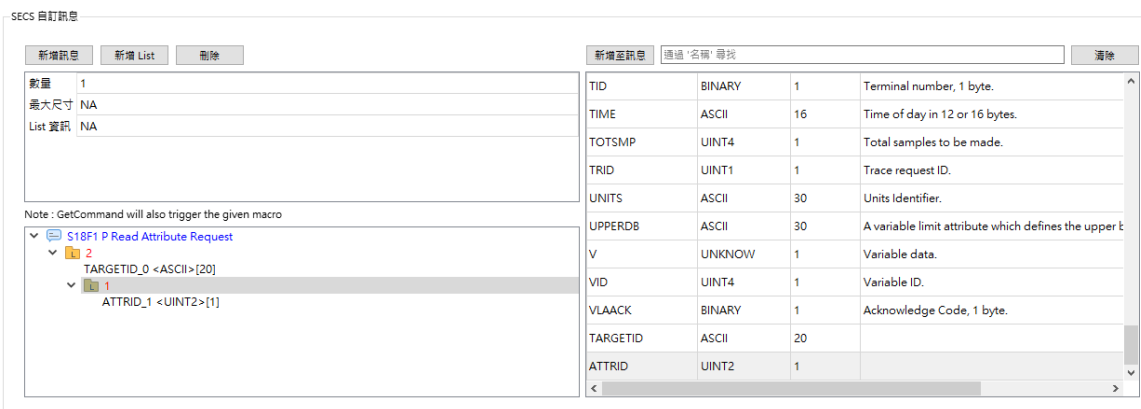 SECS 自訂訊息
新增訊息 新增 List 刪除
數量 1
最大尺寸 NA
List 資訊 NA
Note : GetCommand will also trigger the given macro
S18F1 P Read Attribute Request
L 2
TARGETID_0 <ASCII>[20]
L 1
ATTRID_1 <UINT2>[1]
新增至訊息 通過 '名稱' 尋找 清除
TID BINARY 1 Terminal number, 1 byte.
TIME ASCII 16 Time of day in 12 or 16 bytes.
TOTSMP UINT4 1 Total samples to be made.
TRID UINT1 1 Trace request ID.
UNITS ASCII 30 Units Identifier.
UPPERDB ASCII 30 A variable limit attribute which defines the upper b
V UNKNOW 1 Variable data.
VID UINT4 1 Variable ID.
VLAACK BINARY 1 Acknowledge Code, 1 byte.
TARGETID ASCII 20
ATTRID UINT2 1